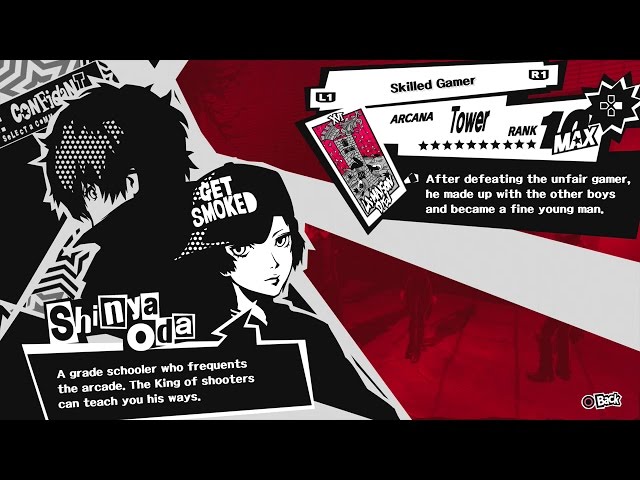 CONFIDANT
L1
Skilled Gamer
R1
ARCANA Tower RANK 10 MAX
XVI
After defeating the unfair gamer,
he made up with the other boys
and became a fine young man.
GET
SMOKED
Shinya
Oda
A grade schooler who frequents
the arcade. The King of shooters
can teach you his ways.
Back